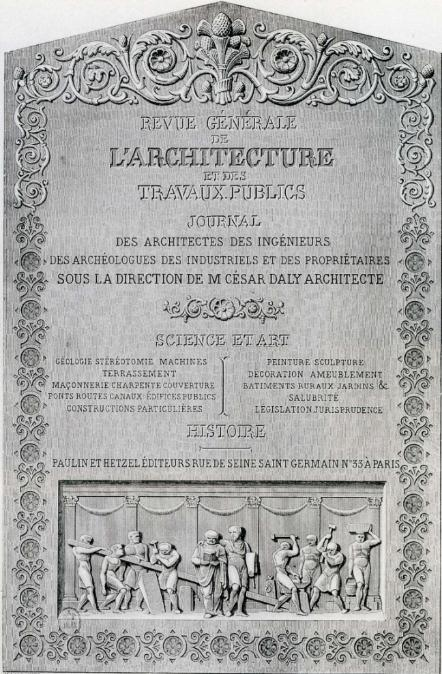 REVUE GÉNÉRALE
DE
L'ARCHITECTURE
ET DES
TRAVAUX PUBLICS
JOURNAL
DES ARCHITECTES DES INGÉNIEURS
DES ARCHÉOLOGUES DES INDUSTRIELS ET DES PROPRIÉTAIRES
SOUS LA DIRECTION DE M CÉSAR DALY ARCHITECTE
SCIENCE ET ART
GÉOLOGIE STÉRÉOTOMIE MACHINES
TERRASSEMENT
MAÇONNERIE CHARPENTE COUVERTURE
PONTS ROUTES CANAUX ÉDIFICES PUBLICS
CONSTRUCTIONS PARTICULIÈRES
PEINTURE SCULPTURE
DÉCORATION AMEUBLEMENT
BATIMENTS RURAUX JARDINS &
SALUBRITÉ
LÉGISLATION JURISPRUDENCE
HISTOIRE
PAULIN ET HETZEL ÉDITEURS RUE DE SEINE SAINT GERMAIN N° 33 À PARIS